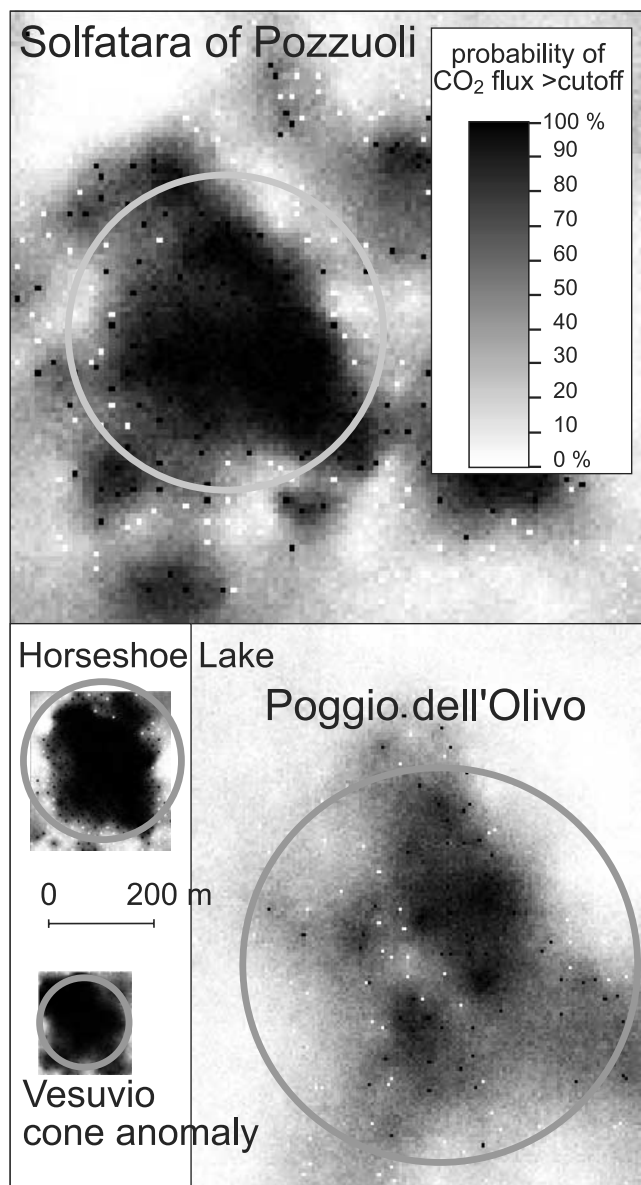 Solfatara of Pozzuoli
probability of
CO₂ flux >cutoff
100 %
90
80
70
60
50
40
30
20
10
0 %
Horseshoe Lake
Poggio dell'Olivo
0 200 m
Vesuvio
cone anomaly